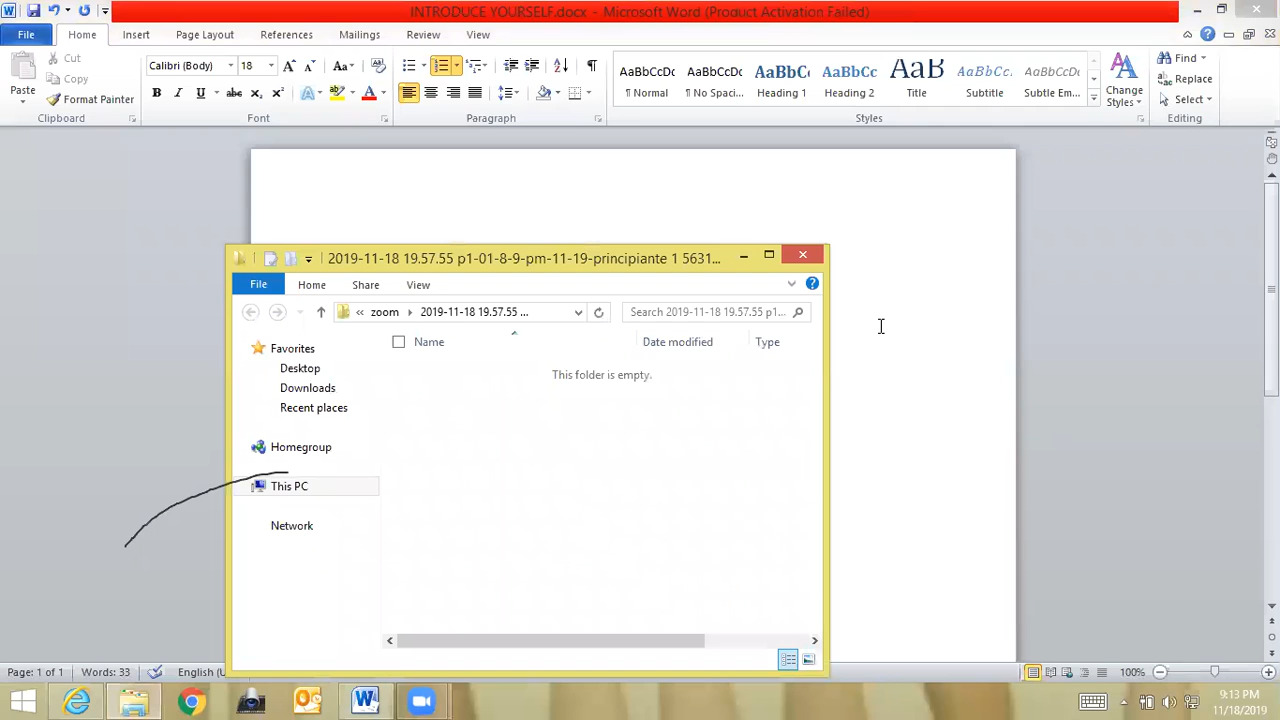 INTRODUCE YOURSELF.docx - Microsoft Word (Product Activation Failed)
File Home Insert Page Layout References Mailings Review View
Paste
Cut
Copy
Format Painter
Clipboard
Calibri (Body) 18
Font
Paragraph
AaBbCcDc AaBbCcDc AaBbCc AaBbCc AaB AaBbCc AaBbCcDc
¶ Normal ¶ No Spaci... Heading 1 Heading 2 Title Subtitle Subtle Em...
Styles
Change Styles
Find
Replace
Select
Editing
2019-11-18 19.57.55 p1-01-8-9-pm-11-19-principiante 1 5631...
File Home Share View
zoom 2019-11-18 19.57.55 ...
Search 2019-11-18 19.57.55 p1...
Name Date modified Type
This folder is empty.
Favorites
Desktop
Downloads
Recent places
Homegroup
This PC
Network
Page: 1 of 1 Words: 33 English (U
100%
9:13 PM
11/18/2019